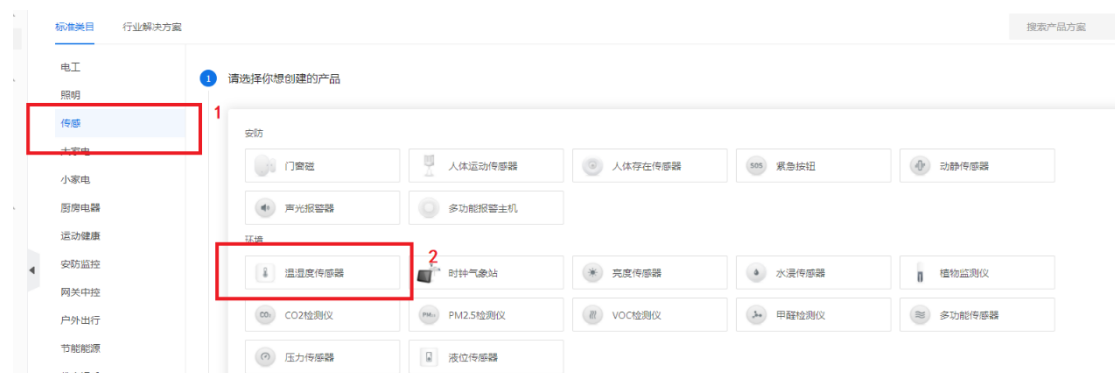 标准类目 行业解决方案 搜索产品方案
电工
照明
传感
大家电
小家电
厨房电器
运动健康
安防监控
网关中控
户外出行
节能能源
1 请选择你想创建的产品
1
安防
门窗磁 人体运动传感器 人体存在传感器 SOS 紧急按钮 动静传感器
声光报警器 多功能报警主机
环境
2
温湿度传感器 时钟气象站 亮度传感器 水浸传感器 植物监测仪
CO2检测仪 PM2.5检测仪 VOC检测仪 甲醛检测仪 多功能传感器
压力传感器 液位传感器